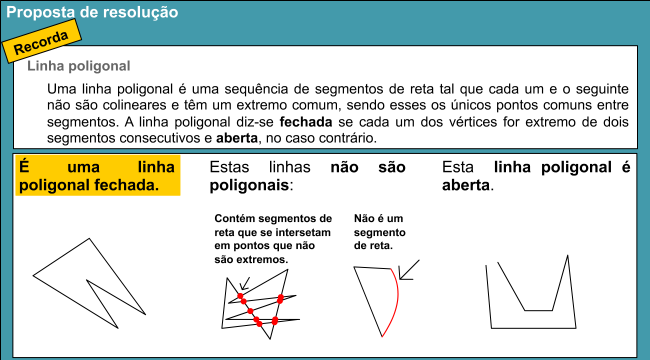 Proposta de resolução
Recorda
Linha poligonal
Uma linha poligonal é uma sequência de segmentos de reta tal que cada um e o seguinte
não são colineares e têm um extremo comum, sendo esses os únicos pontos comuns entre
segmentos. A linha poligonal diz-se fechada se cada um dos vértices for extremo de dois
segmentos consecutivos e aberta, no caso contrário.
É uma linha
poligonal fechada.
Estas linhas não são
poligonais:
Contém segmentos de
reta que se intersetam
em pontos que não
são extremos.
Não é um
segmento
de reta.
Esta linha poligonal é
aberta.